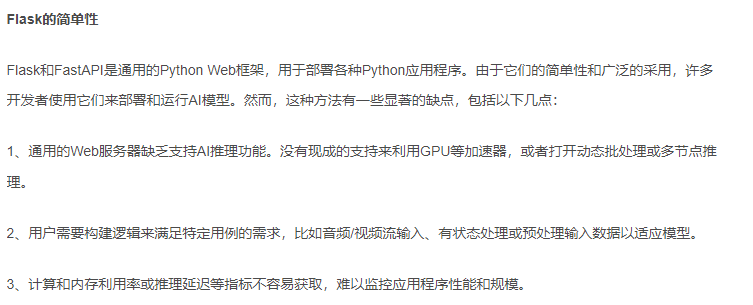 Flask的简单性
Flask和FastAPI是通用的Python Web框架，用于部署各种Python应用程序。由于它们的简单性和广泛的采用，许多
开发者使用它们来部署和运行AI模型。然而，这种方法有一些显著的缺点，包括以下几点：
1、通用的Web服务器缺乏支持AI推理功能。没有现成的支持来利用GPU等加速器，或者打开动态批处理或多节点推
理。
2、用户需要构建逻辑来满足特定用例的需求，比如音频/视频流输入、有状态处理或预处理输入数据以适应模型。
3、计算和内存利用率或推理延迟等指标不容易获取，难以监控应用程序性能和规模。